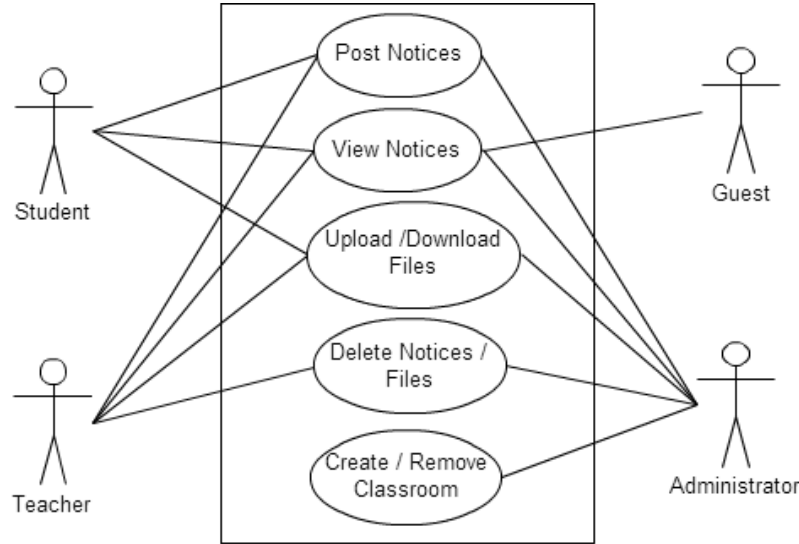 Post Notices
View Notices
Guest
Student
Upload /Download
Files
Delete Notices /
Files
Create / Remove
Classroom
Teacher
Administrator